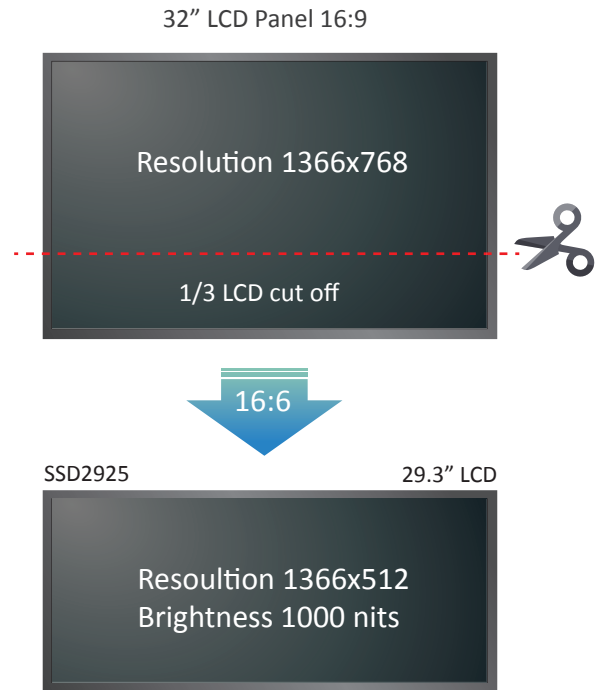 32” LCD Panel 16:9
Resolution 1366x768
1/3 LCD cut off
16:6
SSD2925 29.3” LCD
Resoultion 1366x512
Brightness 1000 nits